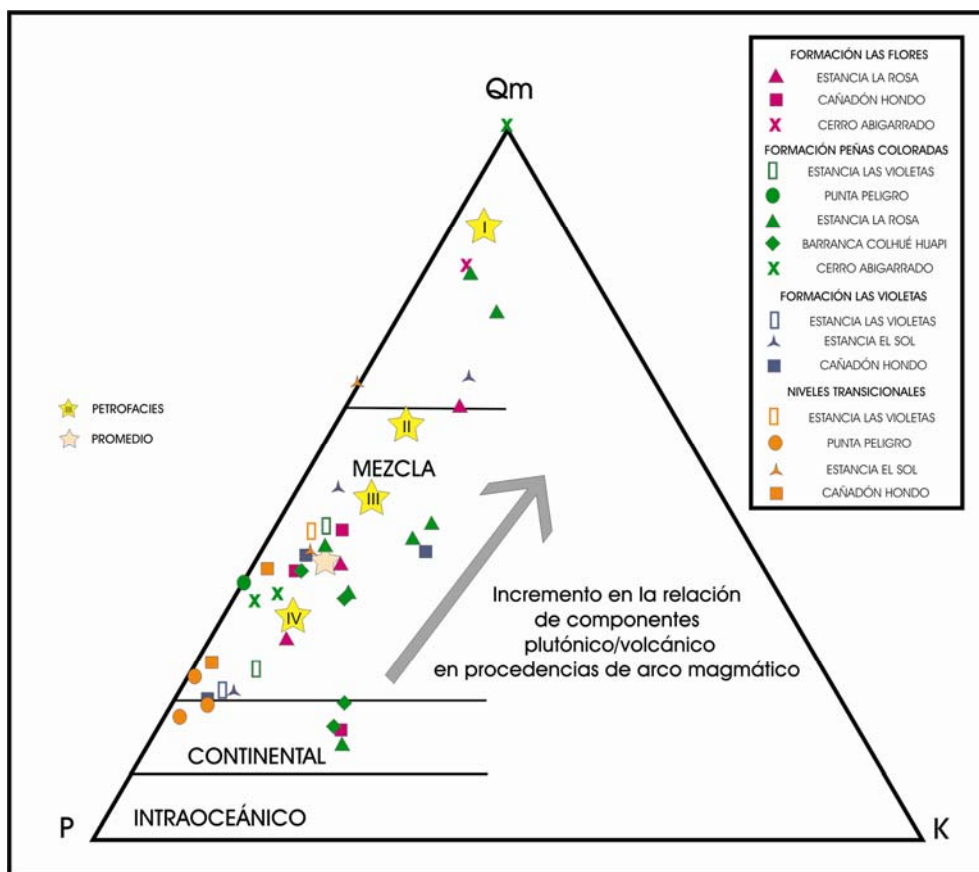 Qm
I
II
MEZCLA
III
IV
Incremento en la relación
de componentes
plutónico/volcánico
en procedencias de arco magmático
CONTINENTAL
INTRAOCEÁNICO
P
K
III PETROFACIES
PROMEDIO
FORMACIÓN LAS FLORES
ESTANCIA LA ROSA
CAÑADÓN HONDO
CERRO ABIGARRADO
FORMACIÓN PEÑAS COLORADAS
ESTANCIA LAS VIOLETAS
PUNTA PELIGRO
ESTANCIA LA ROSA
BARRANCA COLHUÉ HUAPI
CERRO ABIGARRADO
FORMACIÓN LAS VIOLETAS
ESTANCIA LAS VIOLETAS
ESTANCIA EL SOL
CAÑADÓN HONDO
NIVELES TRANSICIONALES
ESTANCIA LAS VIOLETAS
PUNTA PELIGRO
ESTANCIA EL SOL
CAÑADÓN HONDO